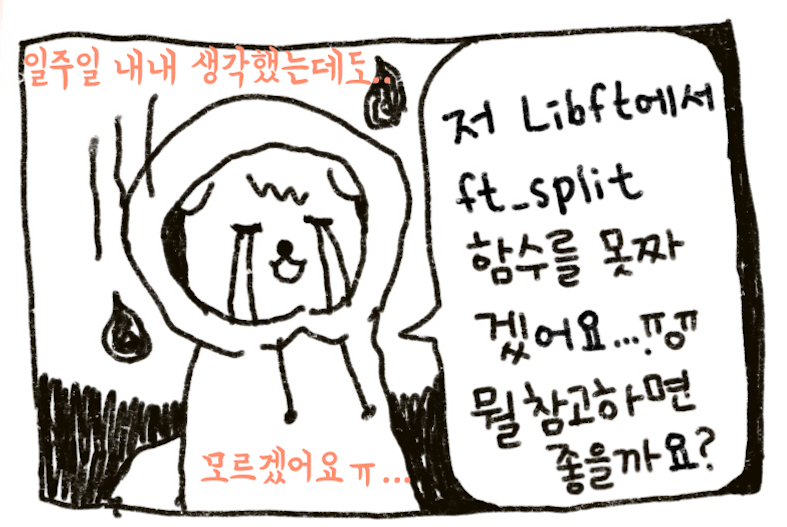 일주일 내내 생각했는데도..
저 Libft에서
ft_split
함수를 못짜
겠어요...ㅠㅇㅠ
뭘 참고하면
좋을까요?
모르겠어요ㅠ...